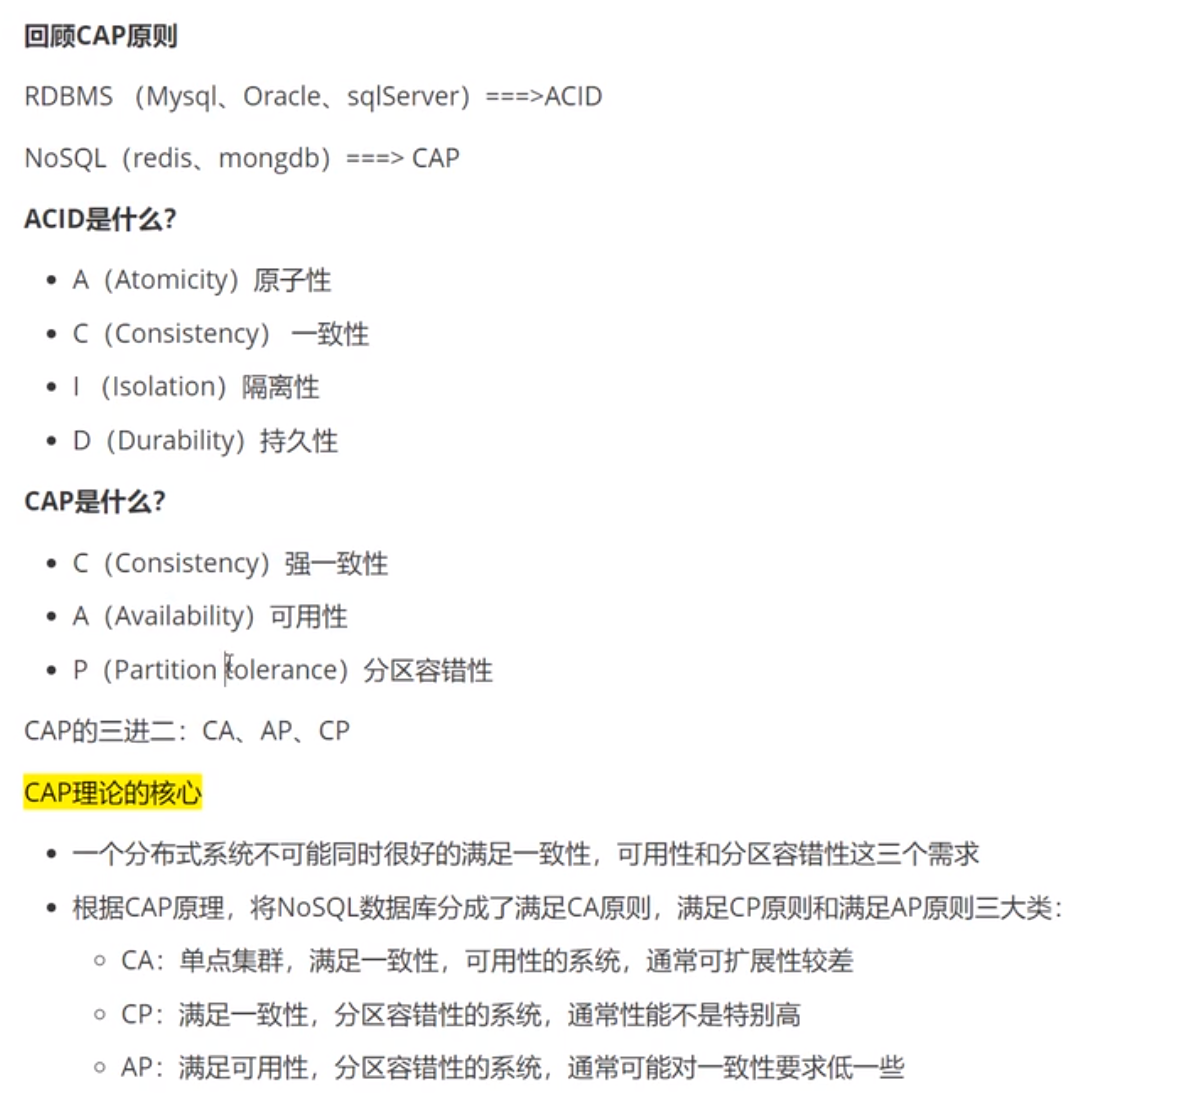 回顾CAP原则
RDBMS （Mysql、Oracle、sqlServer）===>ACID
NoSQL（redis、mongdb）===> CAP
ACID是什么？
• A（Atomicity）原子性
• C（Consistency） 一致性
• I （Isolation）隔离性
• D（Durability）持久性
CAP是什么？
• C（Consistency）强一致性
• A（Availability）可用性
• P（Partition tolerance）分区容错性
CAP的三进二：CA、AP、CP
CAP理论的核心
• 一个分布式系统不可能同时很好的满足一致性，可用性和分区容错性这三个需求
• 根据CAP原理，将NoSQL数据库分成了满足CA原则，满足CP原则和满足AP原则三大类：
◦ CA：单点集群，满足一致性，可用性的系统，通常可扩展性较差
◦ CP：满足一致性，分区容错性的系统，通常性能不是特别高
◦ AP：满足可用性，分区容错性的系统，通常可能对一致性要求低一些